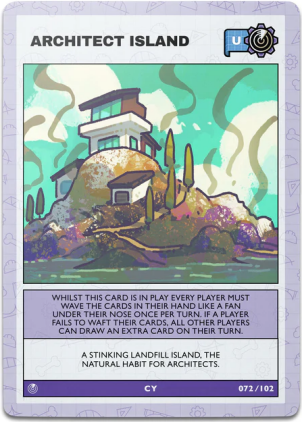 ARCHITECT ISLAND
U
WHILST THIS CARD IS IN PLAY EVERY PLAYER MUST
WAVE THE CARDS IN THEIR HAND LIKE A FAN
UNDER THEIR NOSE ONCE PER TURN. IF A PLAYER
FAILS TO WAFT THEIR CARDS, ALL OTHER PLAYERS
CAN DRAW AN EXTRA CARD ON THEIR TURN.
A STINKING LANDFILL ISLAND, THE
NATURAL HABIT FOR ARCHITECTS.
CY
072/102